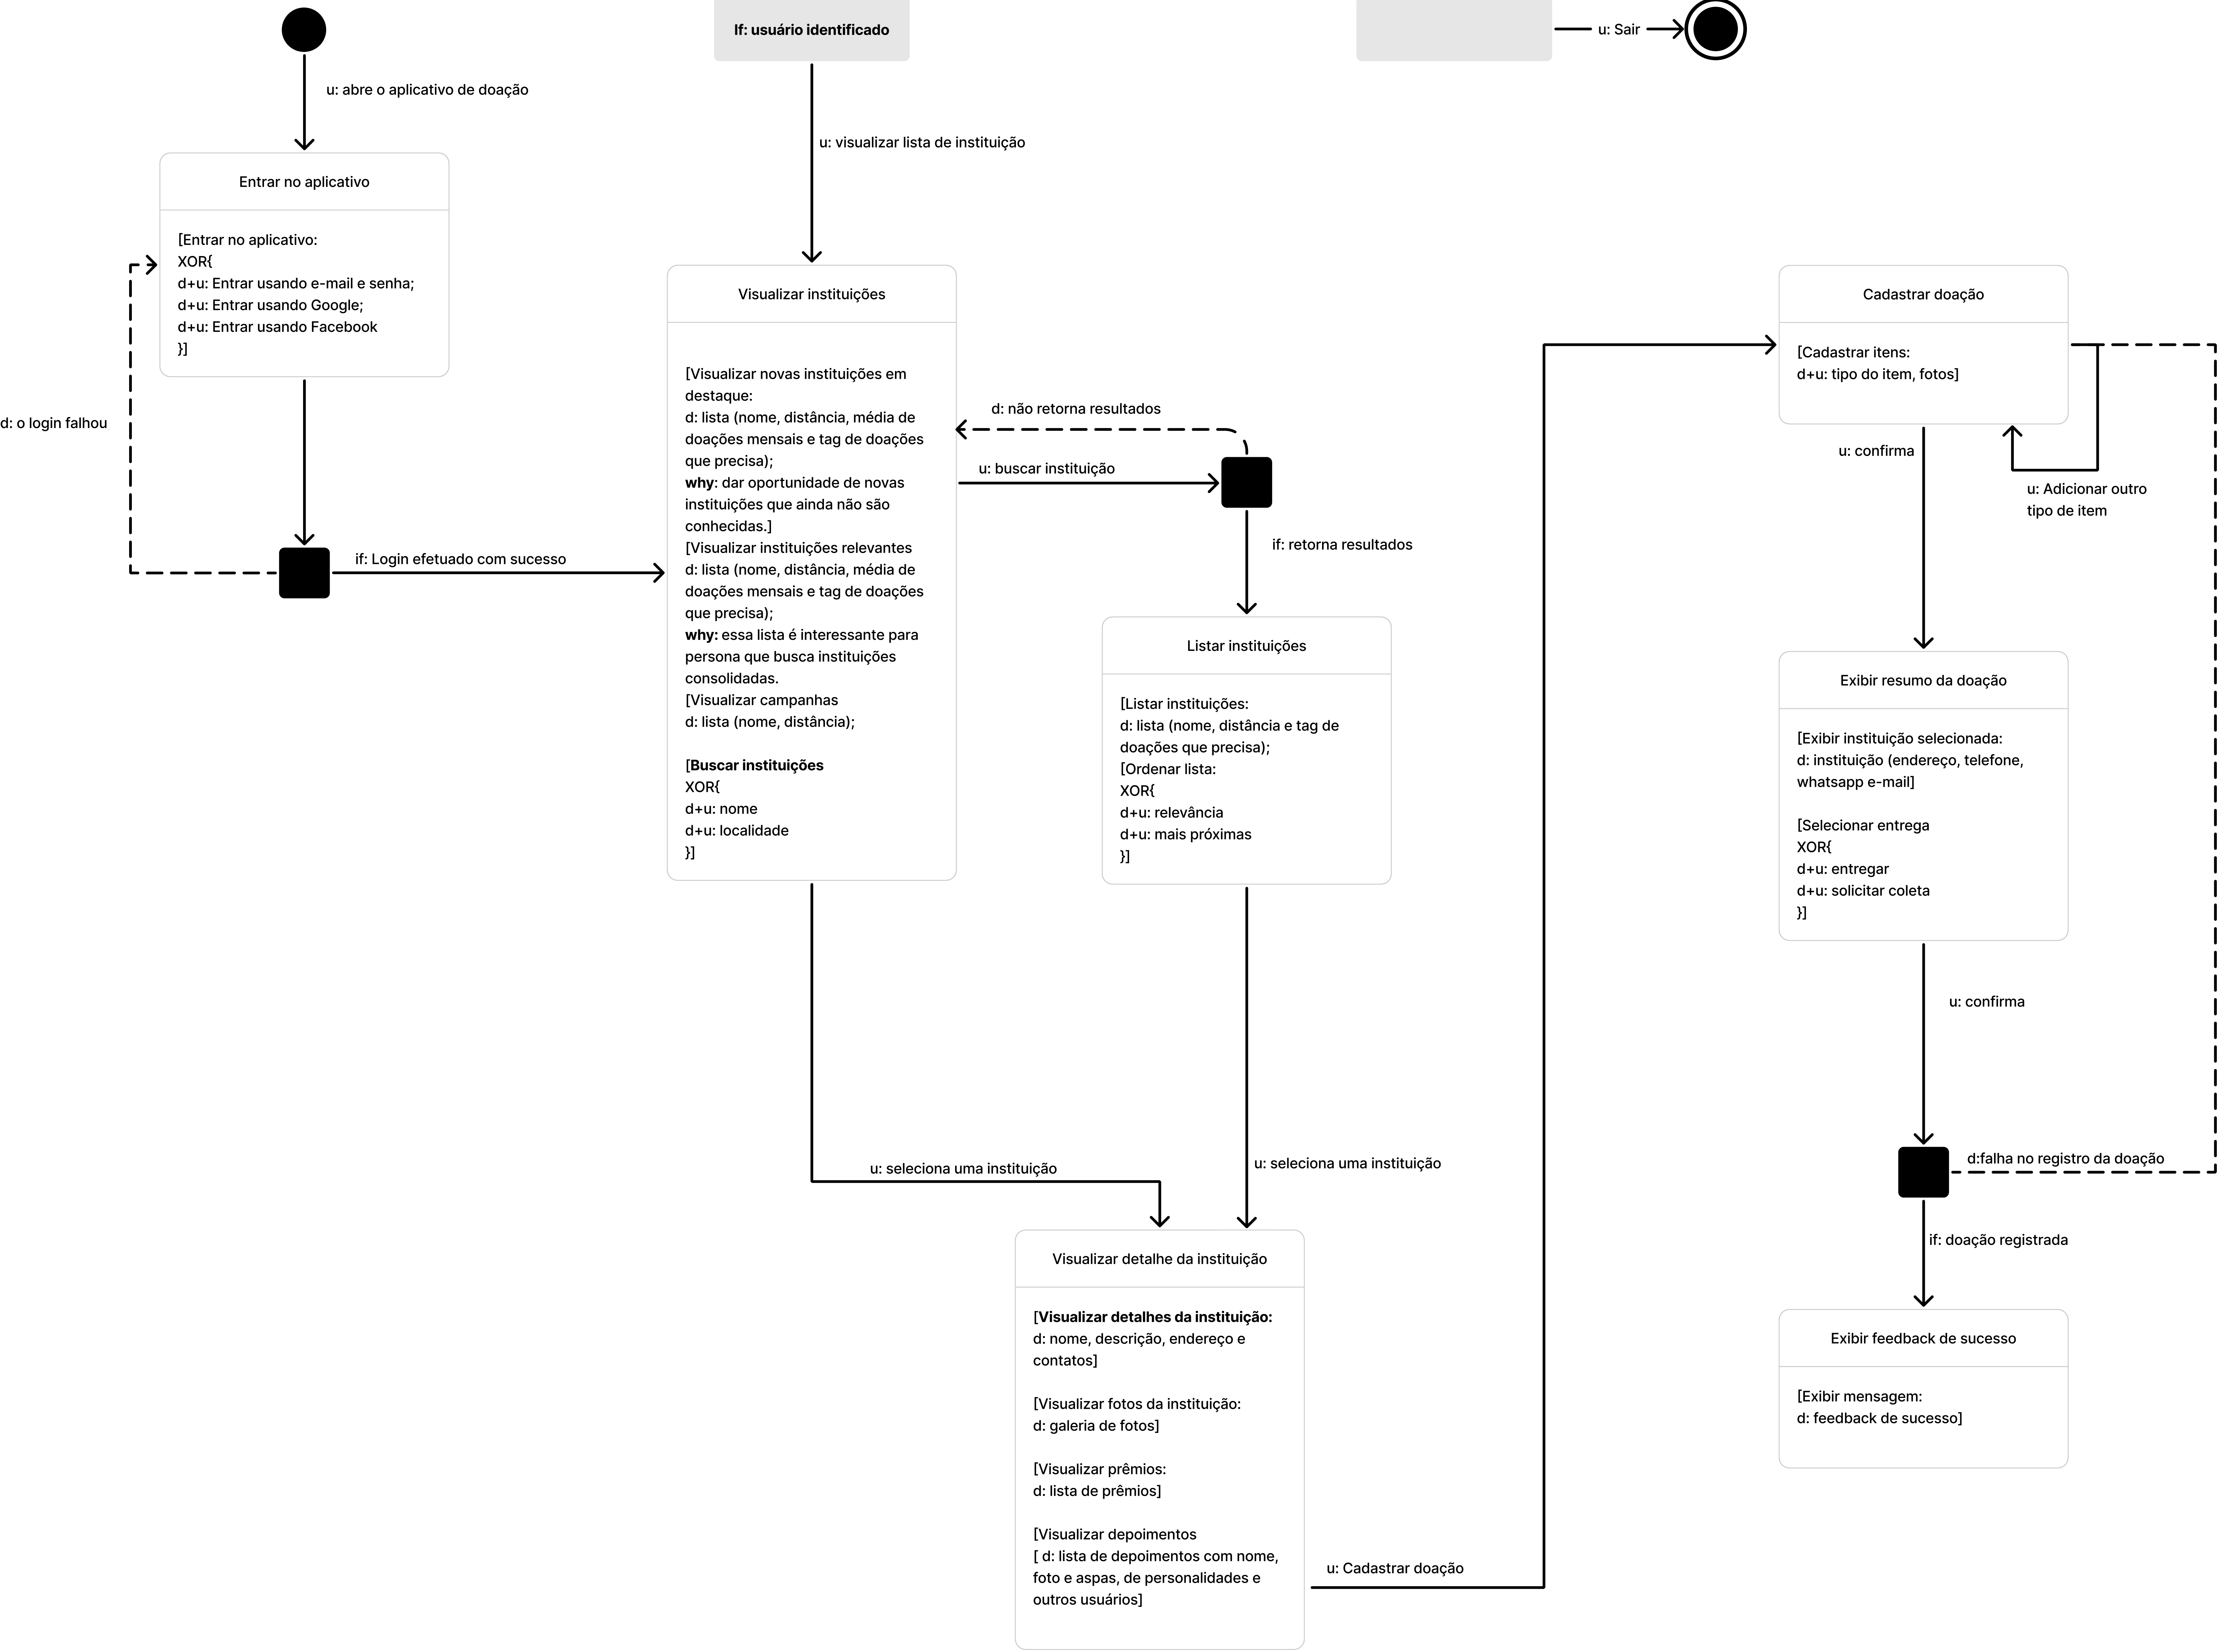 If: usuário identificado
u: Sair
u: abre o aplicativo de doação
u: visualizar lista de instituição
Entrar no aplicativo
[Entrar no aplicativo:
XOR{
d+u: Entrar usando e-mail e senha;
d+u: Entrar usando Google;
d+u: Entrar usando Facebook
}]
d: o login falhou
if: Login efetuado com sucesso
Visualizar instituições
[Visualizar novas instituições em
destaque:
d: lista (nome, distância, média de
doações mensais e tag de doações
que precisa);
why: dar oportunidade de novas
instituições que ainda não são
conhecidas.]
[Visualizar instituições relevantes
d: lista (nome, distância, média de
doações mensais e tag de doações
que precisa);
why: essa lista é interessante para
persona que busca instituições
consolidadas.
[Visualizar campanhas
d: lista (nome, distância);
[Buscar instituições
XOR{
d+u: nome
d+u: localidade
}]
d: não retorna resultados
u: buscar instituição
if: retorna resultados
Listar instituições
[Listar instituições:
d: lista (nome, distância e tag de
doações que precisa);
[Ordenar lista:
XOR{
d+u: relevância
d+u: mais próximas
}]
u: seleciona uma instituição
u: seleciona uma instituição
Visualizar detalhe da instituição
[Visualizar detalhes da instituição:
d: nome, descrição, endereço e
contatos]
[Visualizar fotos da instituição:
d: galeria de fotos]
[Visualizar prêmios:
d: lista de prêmios]
[Visualizar depoimentos
[ d: lista de depoimentos com nome,
foto e aspas, de personalidades e
outros usuários]
u: Cadastrar doação
Cadastrar doação
[Cadastrar itens:
d+u: tipo do item, fotos]
u: confirma
u: Adicionar outro
tipo de item
Exibir resumo da doação
[Exibir instituição selecionada:
d: instituição (endereço, telefone,
whatsapp e-mail]
[Selecionar entrega
XOR{
d+u: entregar
d+u: solicitar coleta
}]
u: confirma
d:falha no registro da doação
if: doação registrada
Exibir feedback de sucesso
[Exibir mensagem:
d: feedback de sucesso]